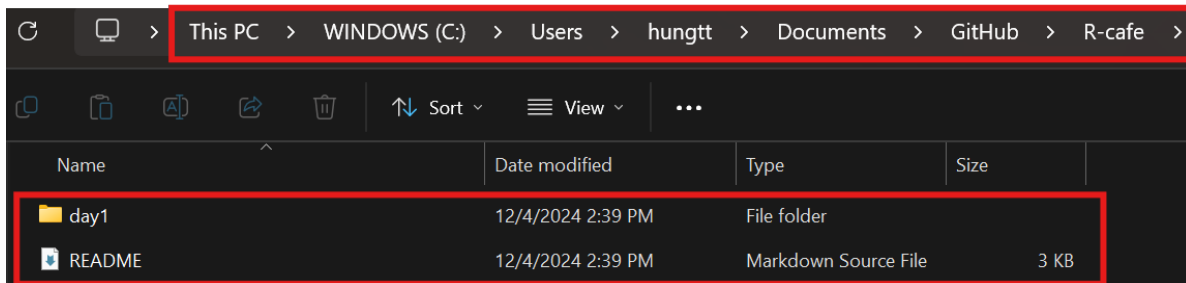 This PC > WINDOWS (C:) > Users > hungtt > Documents > GitHub > R-cafe >
Sort View
Name Date modified Type Size
day1 12/4/2024 2:39 PM File folder
README 12/4/2024 2:39 PM Markdown Source File 3 KB